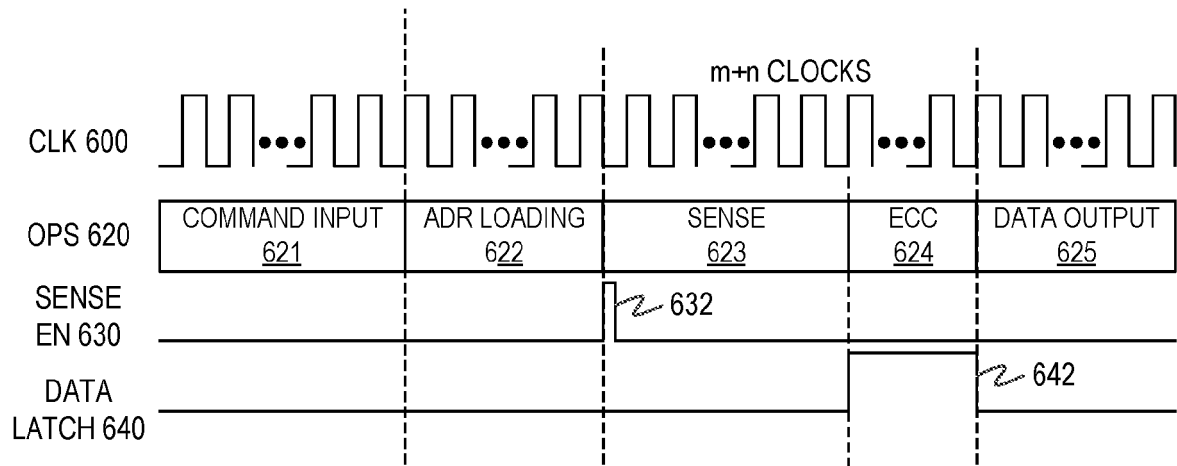 m+n CLOCKS
CLK 600
OPS 620
COMMAND INPUT
621
ADR LOADING
622
SENSE
623
ECC
624
DATA OUTPUT
625
SENSE
EN 630
632
DATA
LATCH 640
642